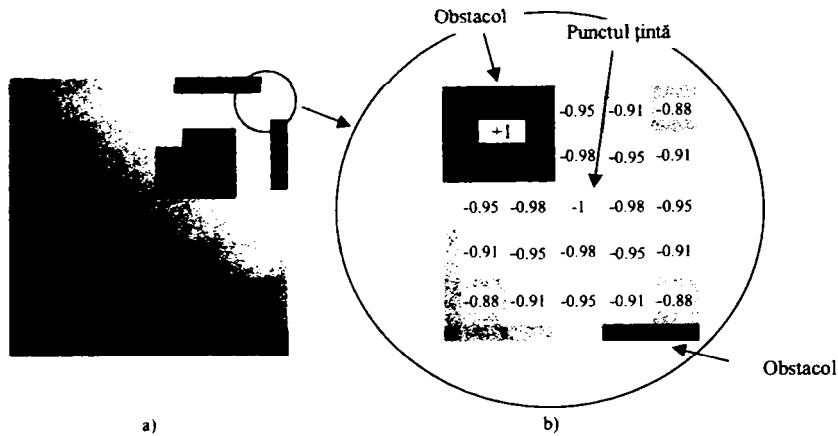 Obstacol
Punctul țintă
-0.95 -0.91 -0.88
+1
-0.98 -0.95 -0.91
-0.95 -0.98 -1 -0.98 -0.95
-0.91 -0.95 -0.98 -0.95 -0.91
-0.88 -0.91 -0.95 -0.91 -0.88
Obstacol
a) b)